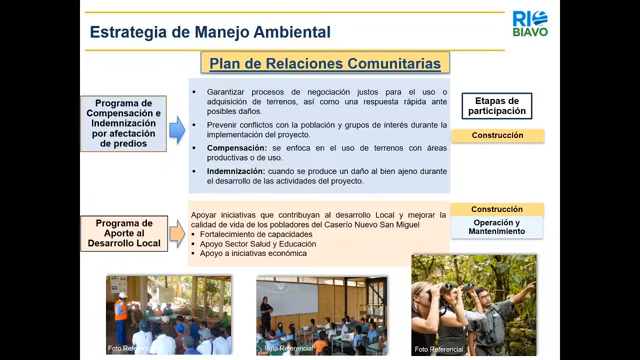 Estrategia de Manejo Ambiental
RIO
BIAVO
Plan de Relaciones Comunitarias
Programa de
Compensación e
Indemnización
por afectación
de predios
▪ Garantizar procesos de negociación justos para el uso o
adquisición de terrenos, así como una respuesta rápida ante
posibles daños.
▪ Prevenir conflictos con la población y grupos de interés durante la
implementación del proyecto.
▪ Compensación: se enfoca en el uso de terrenos con áreas
productivas o de uso.
▪ Indemnización: cuando se produce un daño al bien ajeno durante
el desarrollo de las actividades del proyecto.
Etapas de
participación
Construcción
Programa de
Aporte al
Desarrollo Local
Apoyar iniciativas que contribuyan al desarrollo Local y mejorar la
calidad de vida de los pobladores del Caserío Nuevo San Miguel
▪ Fortalecimiento de capacidades
▪ Apoyo Sector Salud y Educación
▪ Apoyo a iniciativas económica
Construcción
Operación y
Mantenimiento
Foto Referencial
Foto Referencial
Foto Referencial